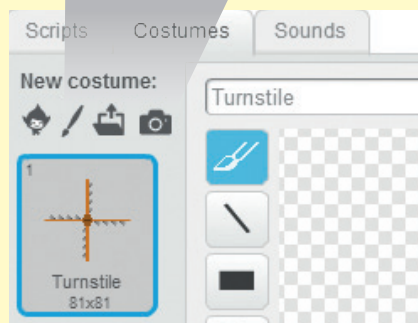 Scripts Costumes Sounds
New costume:
Turnstile
1
Turnstile
81x81